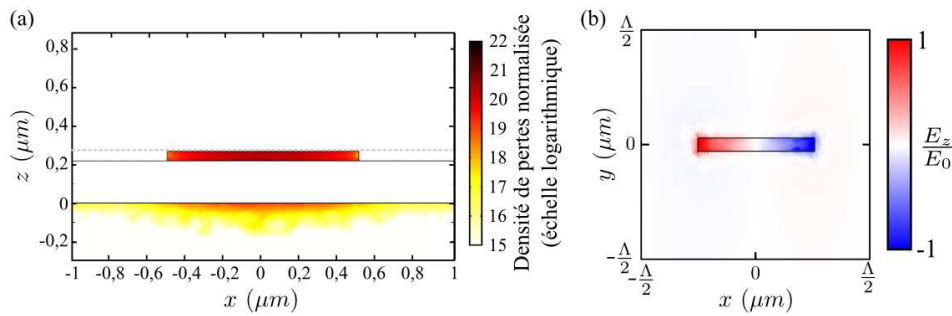 (a)
0,8
0,6
0,4
0,2
0
-0,2
z (μm)
-1
0,8
-0,6
-0,4
-0,2
0
0,2
0,4
0,6
0,8
1
x (μm)
22
21
20
19
18
17
16
15
Densité de pertes normalisée
(échelle logarithmique)
(b)
Λ/2
0
-Λ/2
y (μm)
-Λ/2
0
Λ/2
x (μm)
1
-1
E_z/E_0